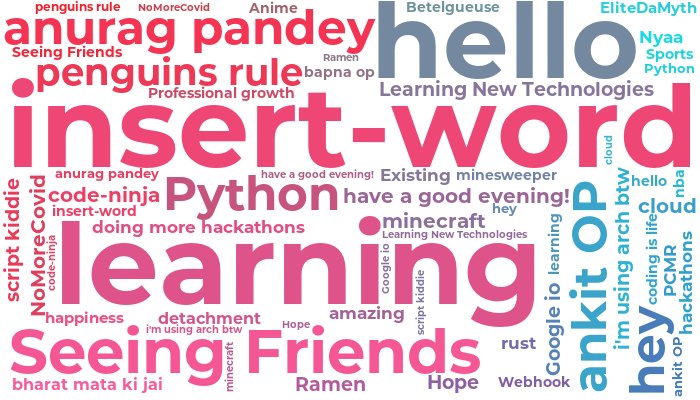 penguins rule
NoMoreCovid
Anime
Betelgueuse
EliteDaMyth
anurag pandey
hello
Nyaa
Seeing Friends
Ramen
Sports
penguins rule
bapna op
Python
Professional growth
Learning New Technologies
insert-word
cloud
anurag pandey
have a good evening!
Existing
minesweeper
script kiddie
NoMoreCovid
code-ninja
Python
have a good evening!
hello
nba
insert-word
hey
cloud
doing more hackathons
minecraft
Learning New Technologies
code-ninja
learning
Google io
script kiddie
learning
Google io
ankit OP
i'm using arch btw
coding is life
PCMR
hackathons
happiness
detachment
amazing
i'm using arch btw
Hope
hey
ankit OP
Seeing Friends
rust
minecraft
bharat mata ki jai
Ramen
Hope
Webhook